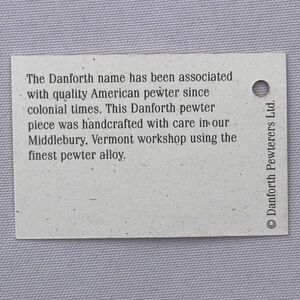 The Danforth name has been associated
with quality American pewter since
colonial times. This Danforth pewter
piece was handcrafted with care in our
Middlebury, Vermont workshop using the
finest pewter alloy.
© Danforth Pewterers Ltd.